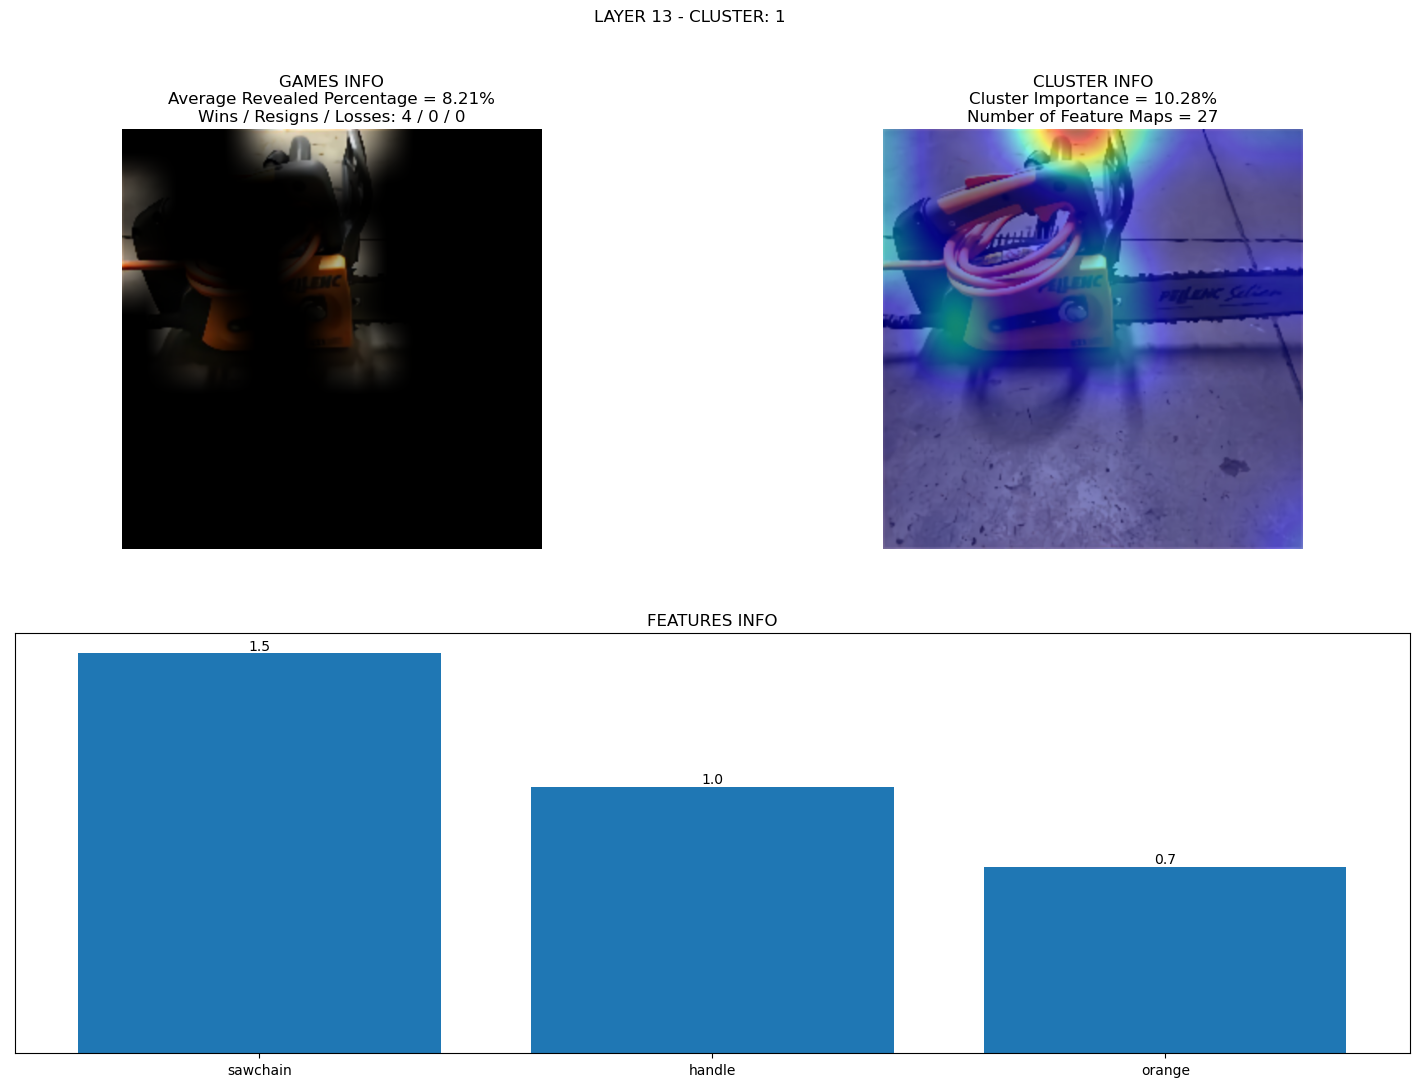 LAYER 13 - CLUSTER: 1
GAMES INFO
Average Revealed Percentage = 8.21%
Wins / Resigns / Losses: 4 / 0 / 0
CLUSTER INFO
Cluster Importance = 10.28%
Number of Feature Maps = 27
PELLENC
PELLENC
PELLENC Selion
FEATURES INFO
1.5
1.0
0.7
sawchain
handle
orange